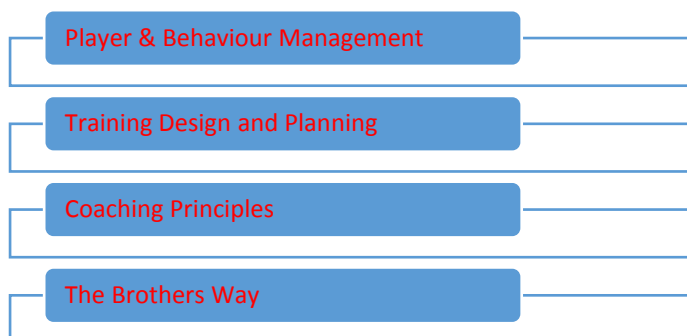 Player & Behaviour Management
Training Design and Planning
Coaching Principles
The Brothers Way